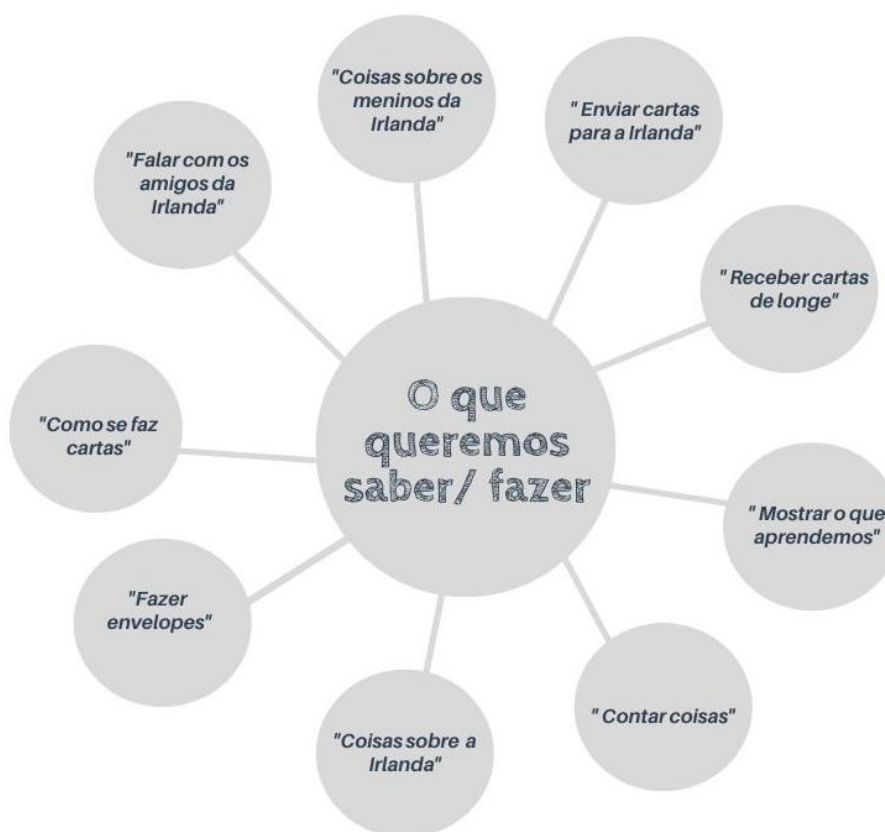 "Coisas sobre os
meninos da
Irlanda"
" Enviar cartas
para a Irlanda"
" Receber cartas
de longe"
" Mostrar o que
aprendemos"
" Contar coisas"
"Coisas sobre a
Irlanda"
"Fazer
envelopes"
"Como se faz
cartas"
"Falar com os
amigos da
Irlanda"
O que
queremos
saber/ fazer